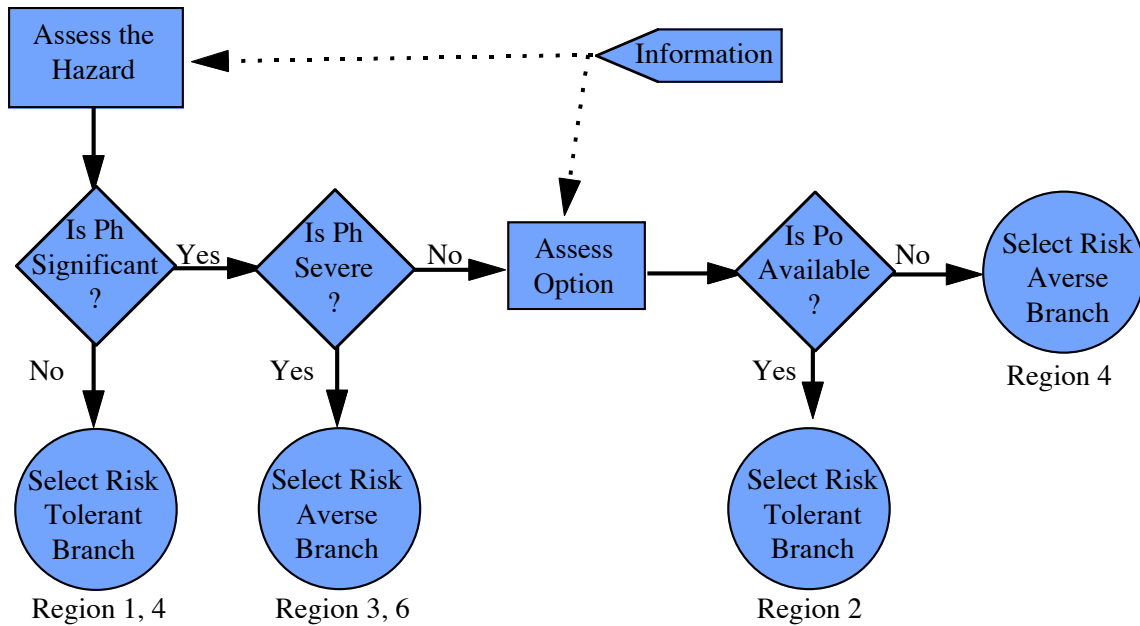 Assess the
Hazard
Information
Is Ph
Significant
?
Yes
Is Ph
Severe
?
No
Assess
Option
Is Po
Available
?
No
Select Risk
Averse
Branch
Region 4
No
Yes
Yes
Select Risk
Tolerant
Branch
Region 1, 4
Select Risk
Averse
Branch
Region 3, 6
Select Risk
Tolerant
Branch
Region 2